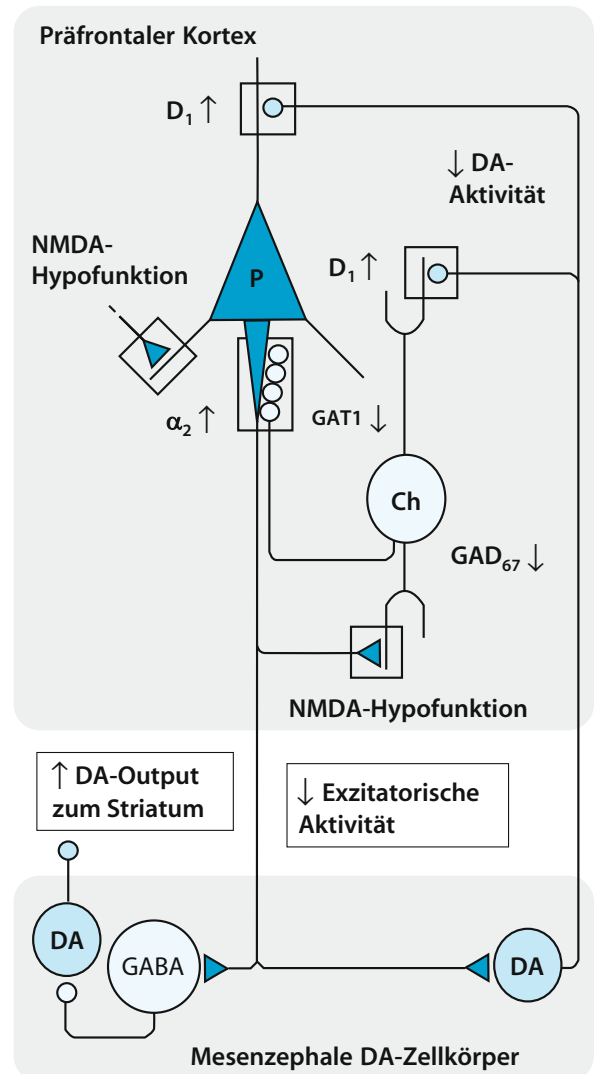 Präfrontaler Kortex
D₁ ↑
↓ DA-
Aktivität
NMDA-
Hypofunktion
D₁ ↑
P
α₂ ↑
GAT1 ↓
Ch
GAD₆₇ ↓
NMDA-Hypofunktion
↑ DA-Output
zum Striatum
↓ Exzitatorische
Aktivität
DA
GABA
DA
Mesenzephale DA-Zellkörper